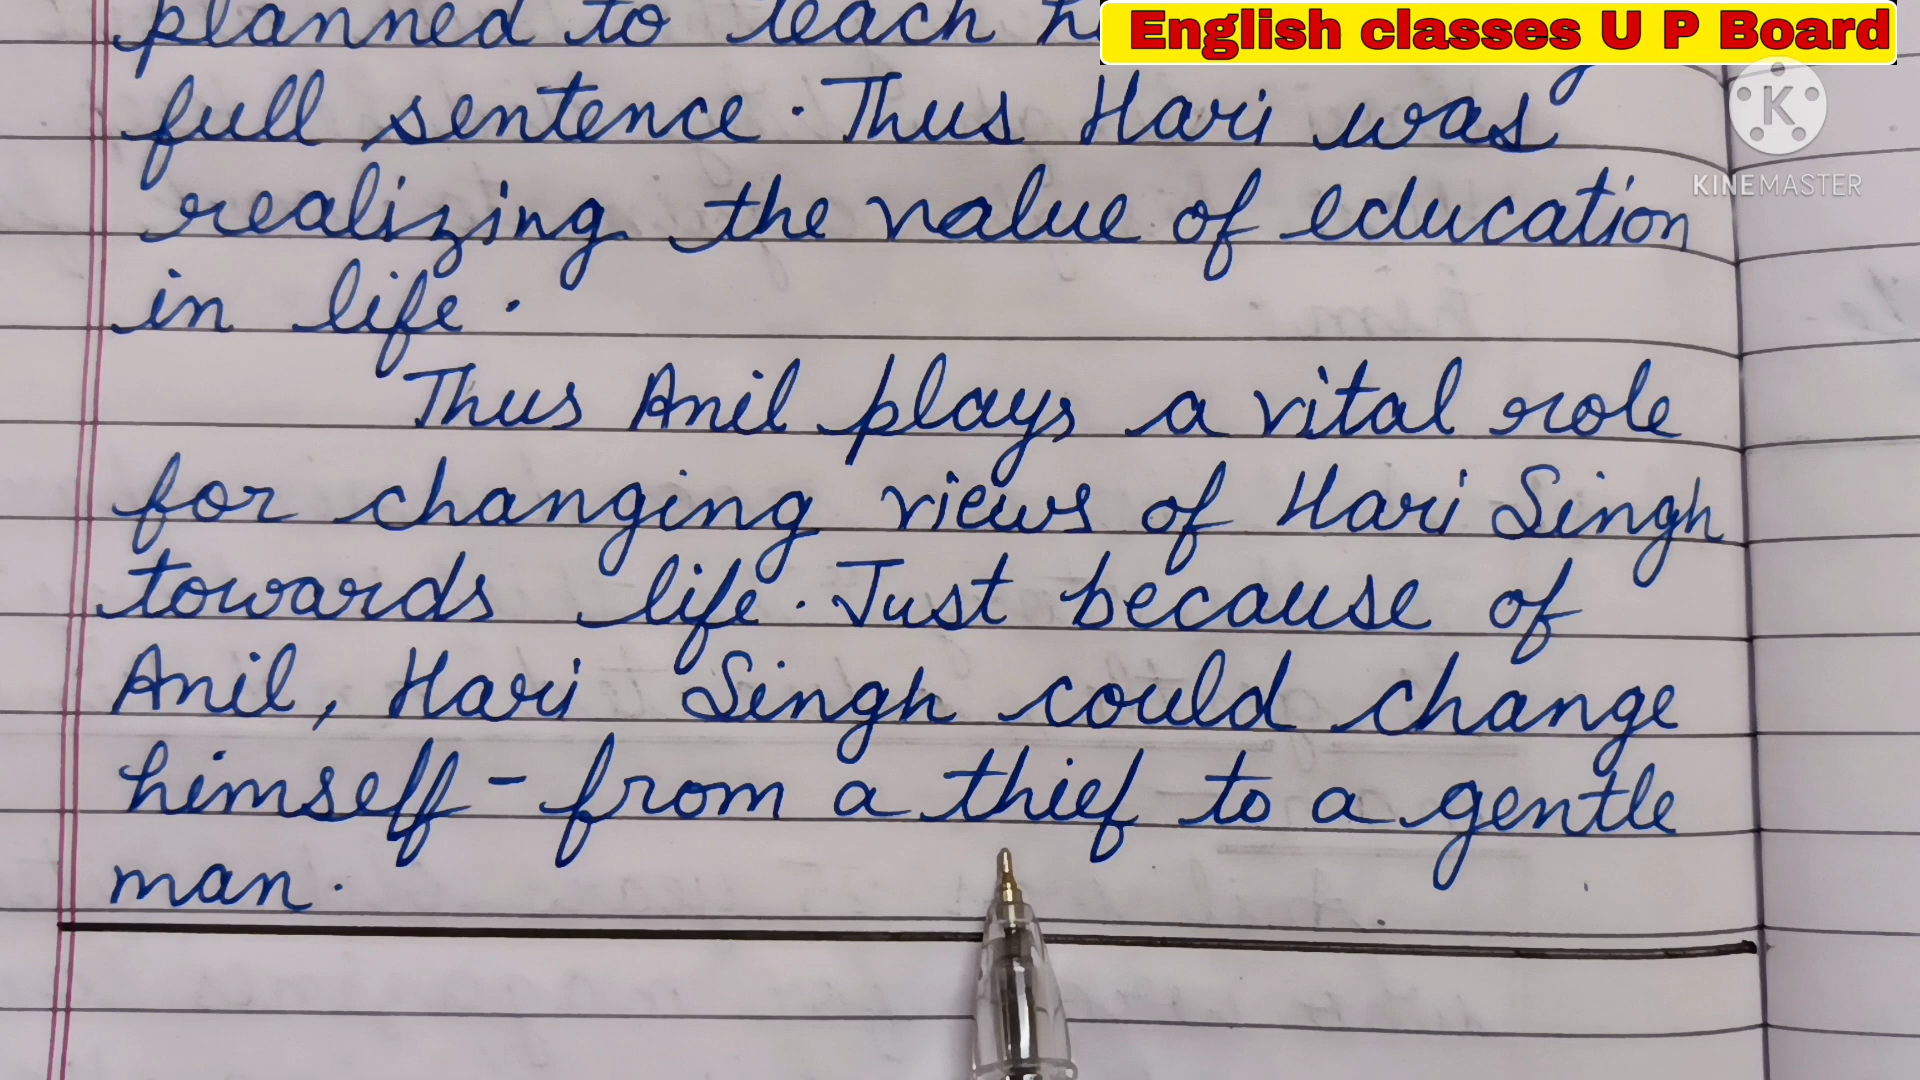 English classes U P Board
planned to teach
full sentence. Thus Hari was
KINEMASTER
realizing the value of education
in life.
Thus Anil plays a vital role
for changing views of Hari Singh
towards life. Just because of
Anil, Hari Singh could change
himself - from a thief to a gentle
man.